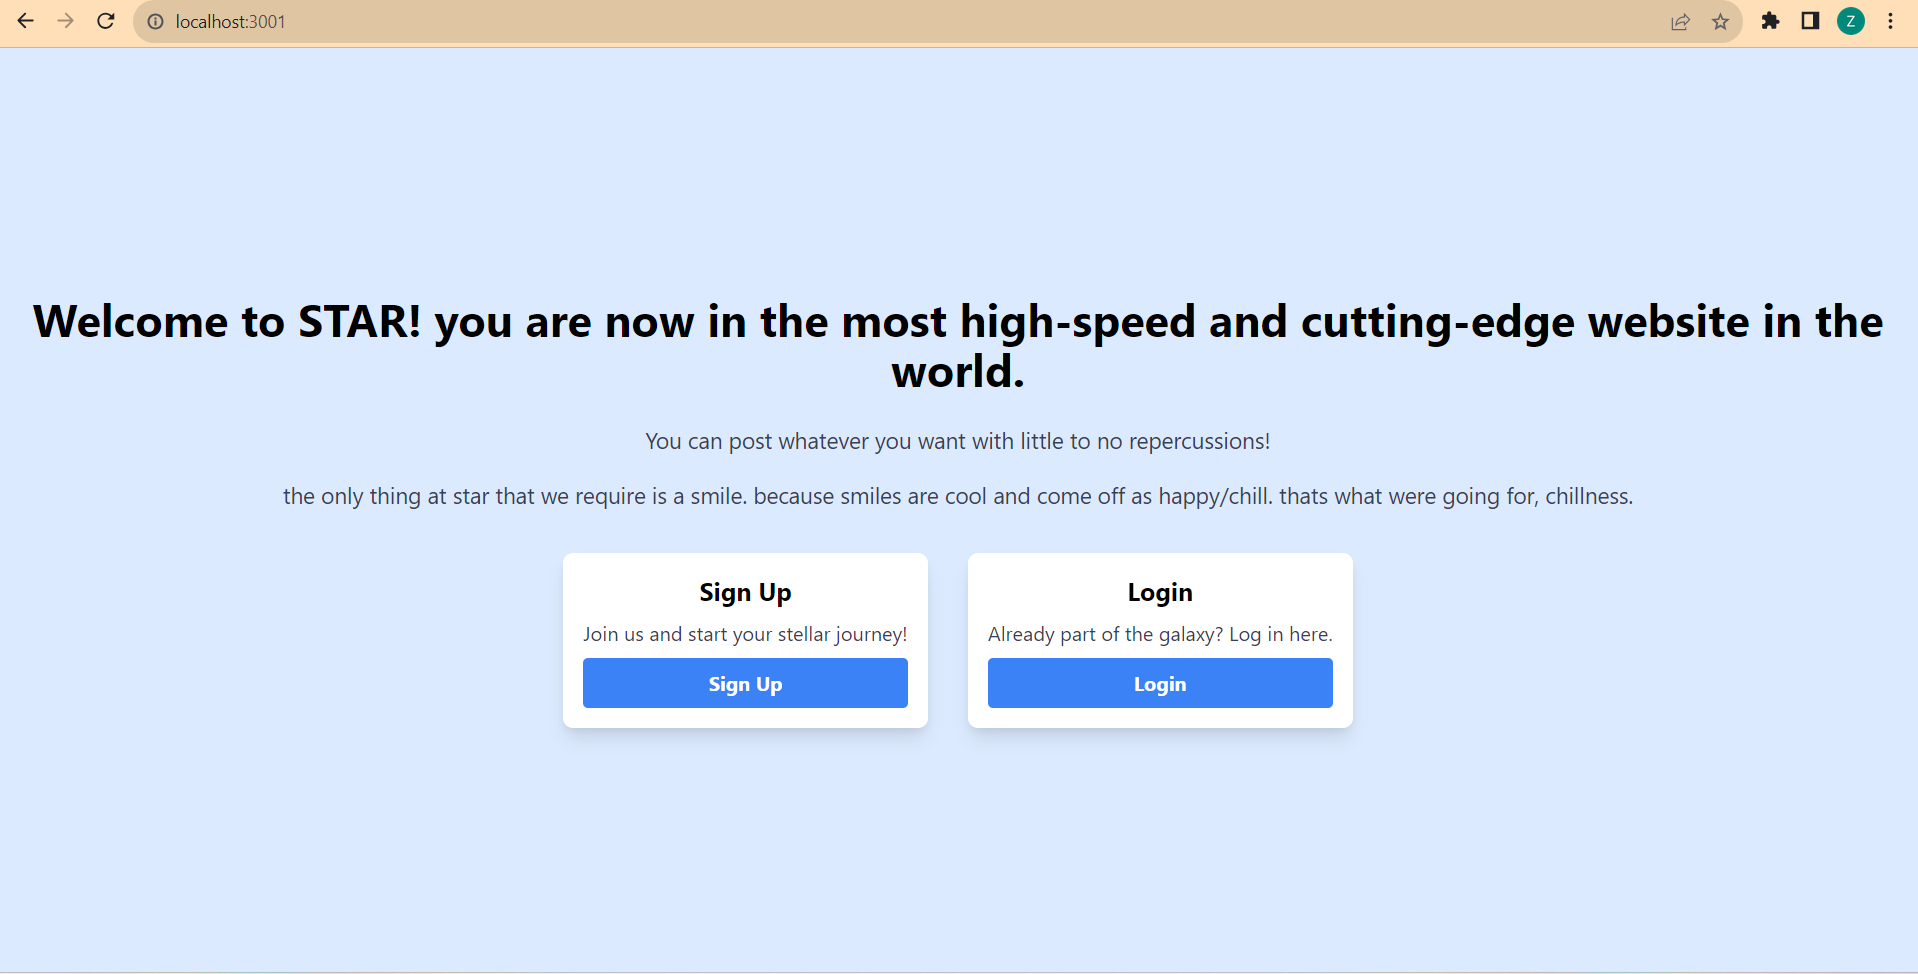 localhost:3001
Z
Welcome to STAR! you are now in the most high-speed and cutting-edge website in the
world.
You can post whatever you want with little to no repercussions!
the only thing at star that we require is a smile. because smiles are cool and come off as happy/chill. thats what were going for, chillness.
Sign Up
Join us and start your stellar journey!
Sign Up
Login
Already part of the galaxy? Log in here.
Login